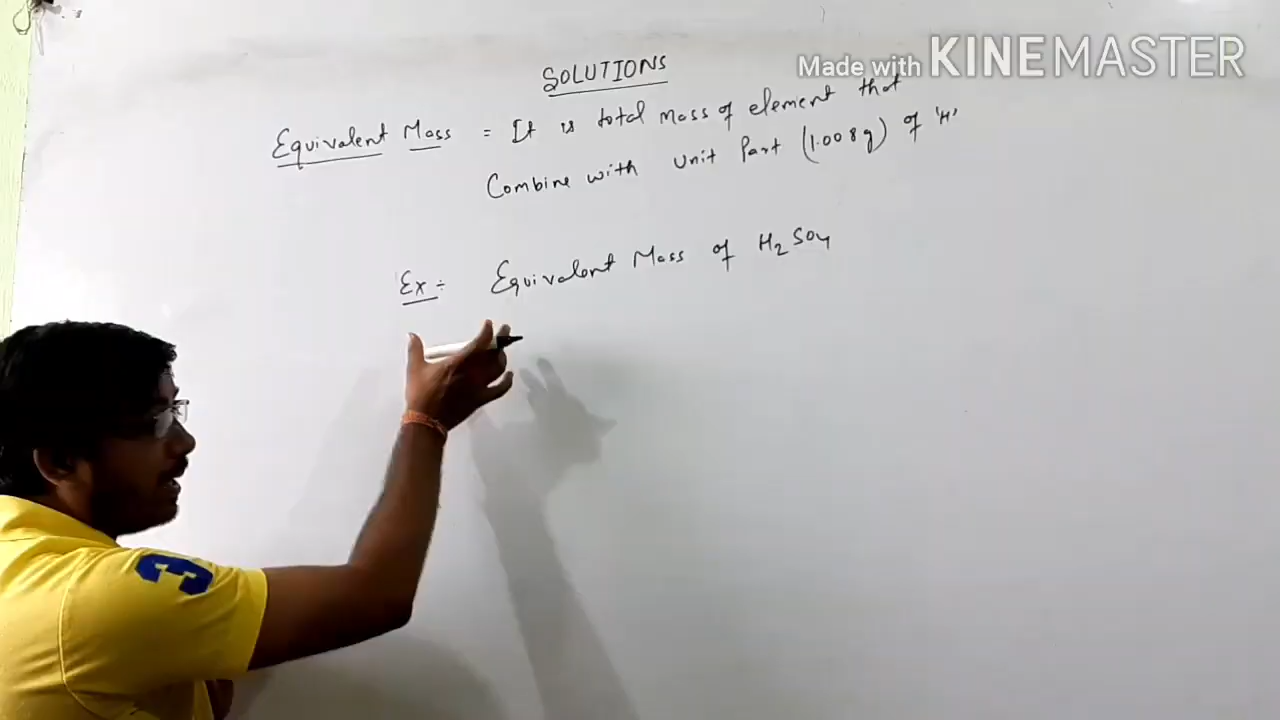 Made with KINEMASTER
SOLUTIONS
Equivalent Mass = It is total mass of element that
Combine with Unit Part (1.008g) of 'H'
Ex÷ Equivalent Mass of H₂SO₄
3